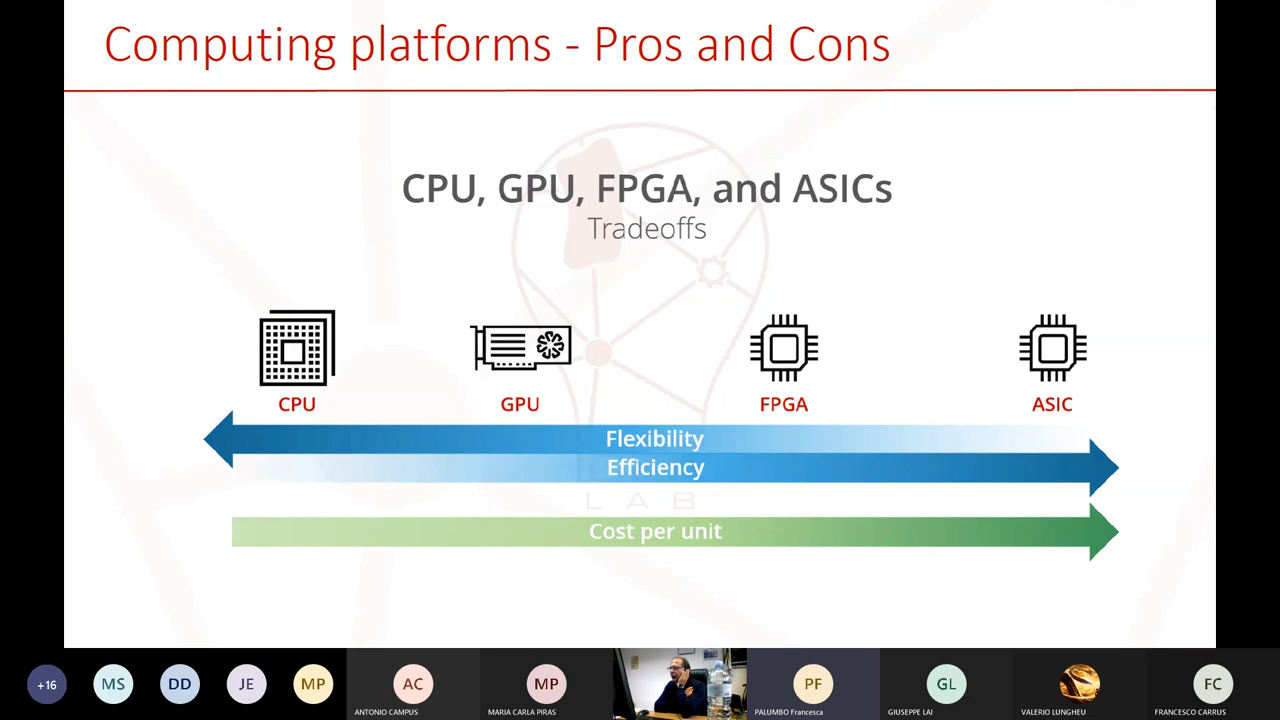 Computing platforms - Pros and Cons
CPU, GPU, FPGA, and ASICs
Tradeoffs
CPU
GPU
FPGA
ASIC
Flexibility
Efficiency
LAB
Cost per unit
+16
MS
DD
JE
MP
AC
ANTONIO CAMPUS
MP
MARIA CARLA PIRAS
PF
PALUMBO Francesca
GL
GIUSEPPE LAI
VALERIO LUNGHEU
FC
FRANCESCO CARRUS